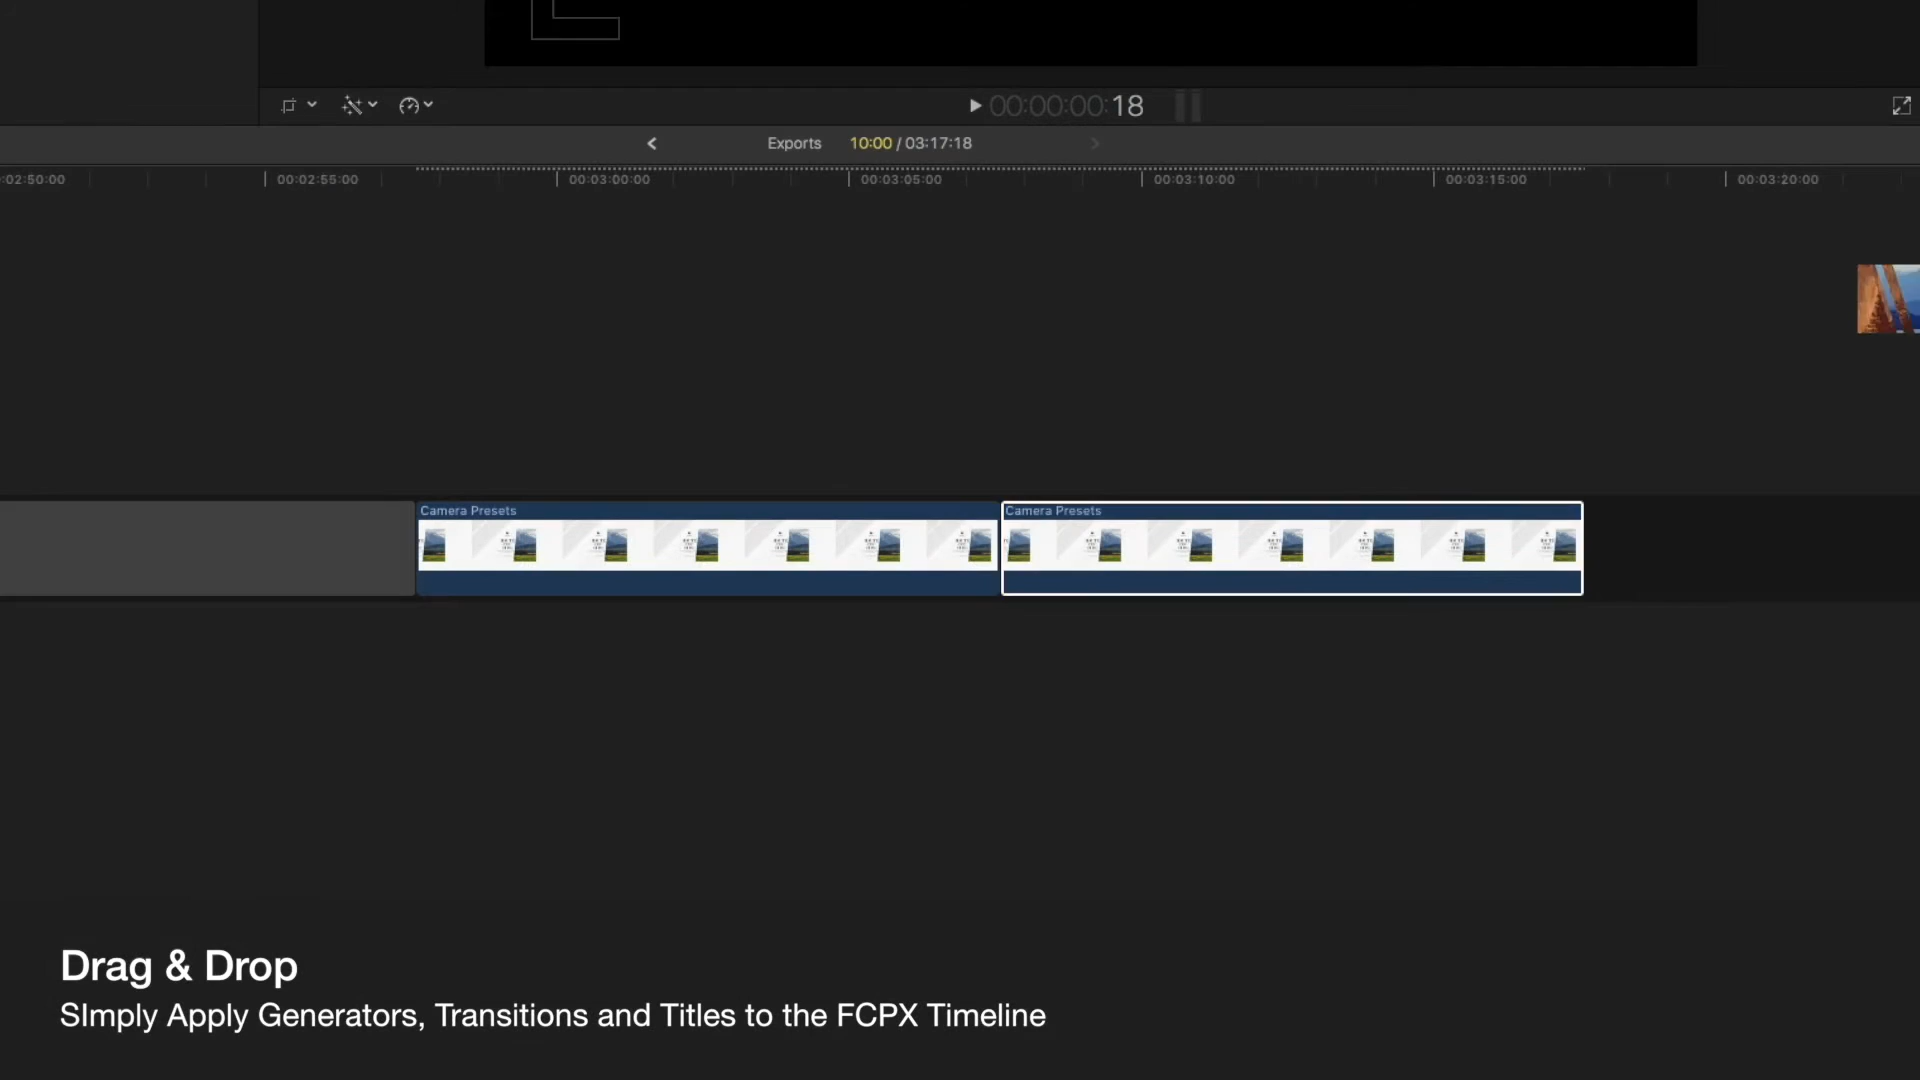 00:00:00:18
Exports 10:00 / 03:17:18
:02:50:00 00:02:55:00 00:03:00:00 00:03:05:00 00:03:10:00 00:03:15:00 00:03:20:00
Camera Presets Camera Presets
Drag & Drop
SImply Apply Generators, Transitions and Titles to the FCPX Timeline